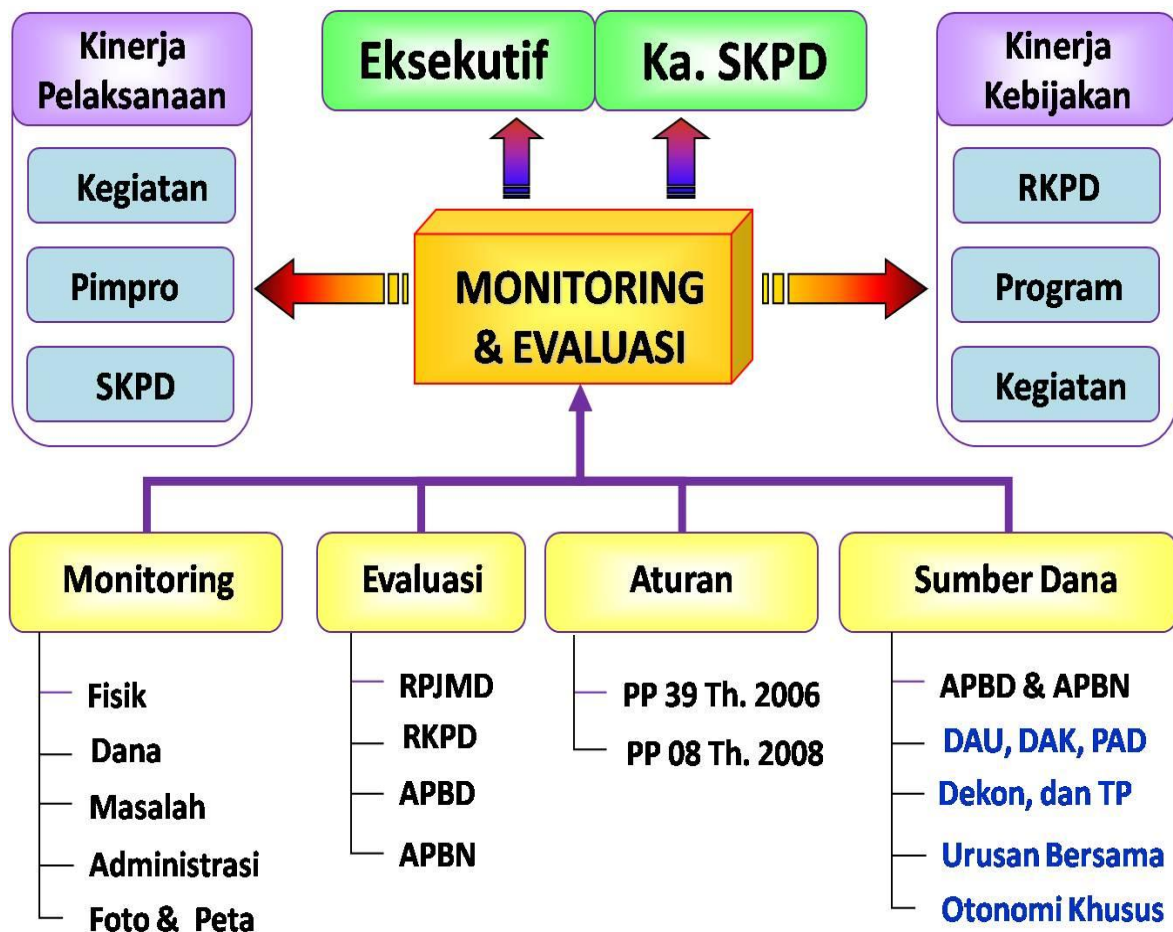 Kinerja
Pelaksanaan
Kegiatan
Pimpro
SKPD
Eksekutif
Ka. SKPD
Kinerja
Kebijakan
RKPD
Program
Kegiatan
MONITORING
& EVALUASI
Monitoring
Fisik
Dana
Masalah
Administrasi
Foto & Peta
Evaluasi
RPJMD
RKPD
APBD
APBN
Aturan
PP 39 Th. 2006
PP 08 Th. 2008
Sumber Dana
APBD & APBN
DAU, DAK, PAD
Dekon, dan TP
Urusan Bersama
Otonomi Khusus